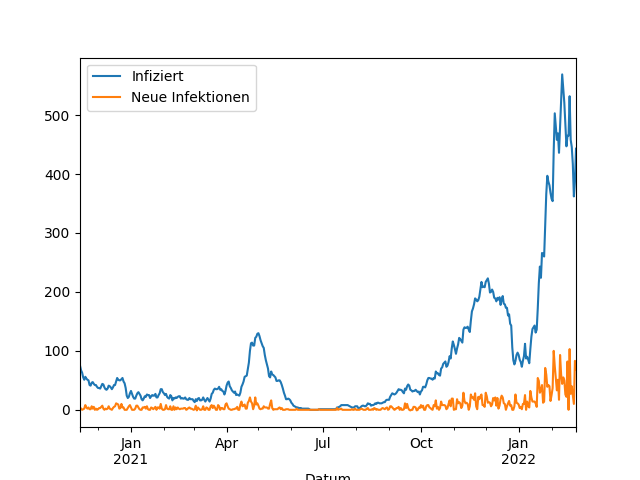 Infiziert
Neue Infektionen
500
400
300
200
100
0
Jan
2021
Apr
Jul
Oct
Jan
2022
Datum